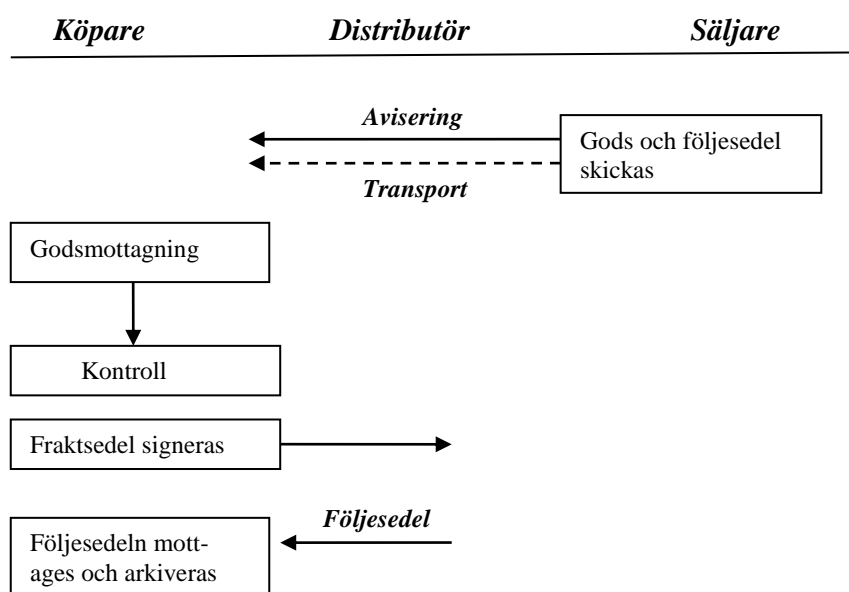 Köpare Distributör Säljare
Avisering
Gods och följesedel
skickas
Transport
Godsmottagning
Kontroll
Fraktsedel signeras
Följesedel
Följesedeln mott-
ages och arkiveras